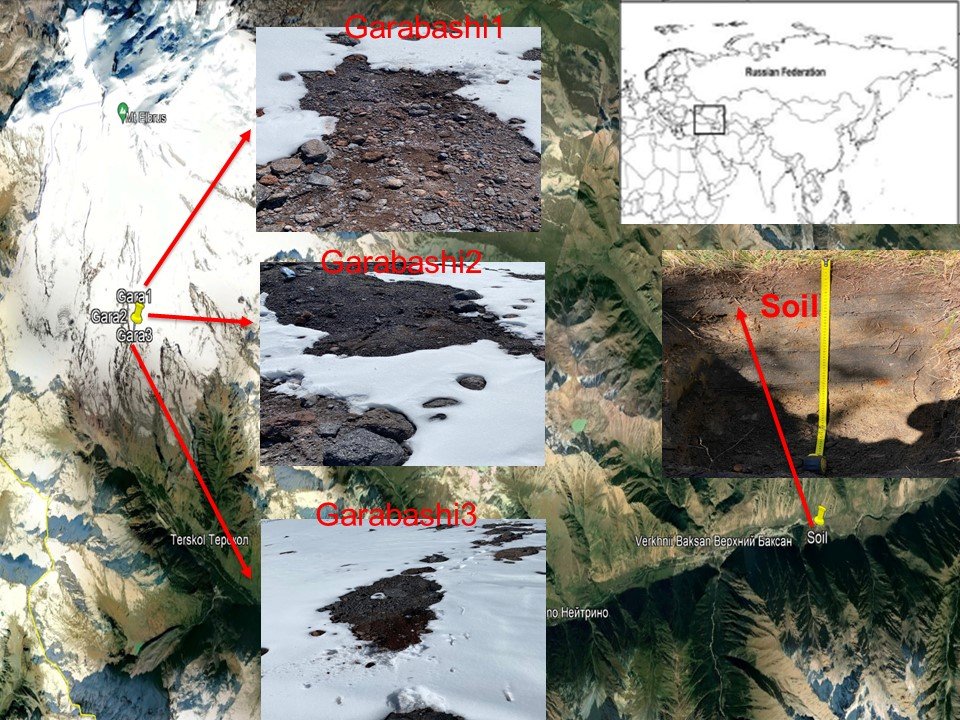 Garabashi1
Russian Federation
Mt Elbrus
Garabashi2
Gara1
Gara2
Gara3
Soil
Garabashi3
Terskol Терскол
Verkhnii Baksan Верхний Баксан
Soil
по Нейтрино